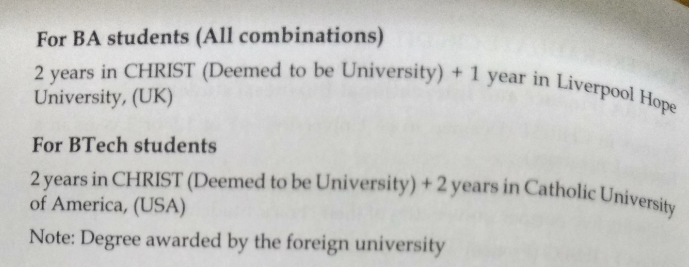 For BA students (All combinations)
2 years in CHRIST (Deemed to be University) + 1 year in Liverpool Hope
University, (UK)
For BTech students
2 years in CHRIST (Deemed to be University) + 2 years in Catholic University
of America, (USA)
Note: Degree awarded by the foreign university